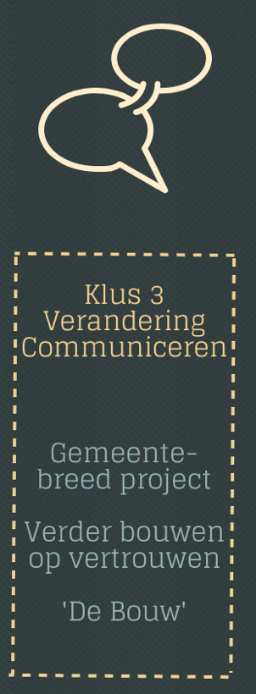 Klus 3
Verandering
Communiceren
Gemeente-
breed project
Verder bouwen
op vertrouwen
'De Bouw'